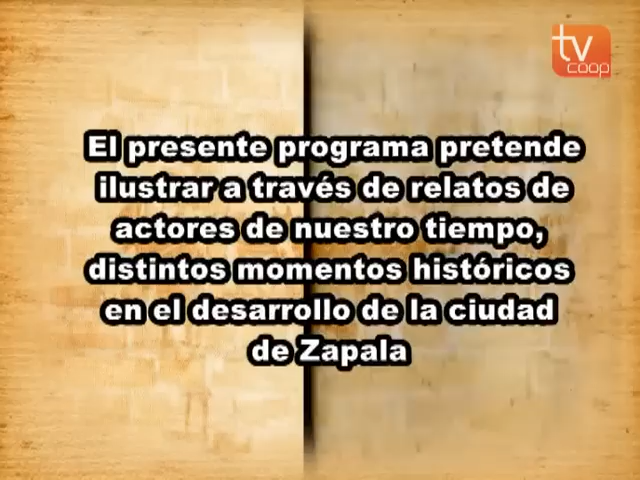 tv
coop
El presente programa pretende
ilustrar a través de relatos de
actores de nuestro tiempo,
distintos momentos históricos
en el desarrollo de la ciudad
de Zapala